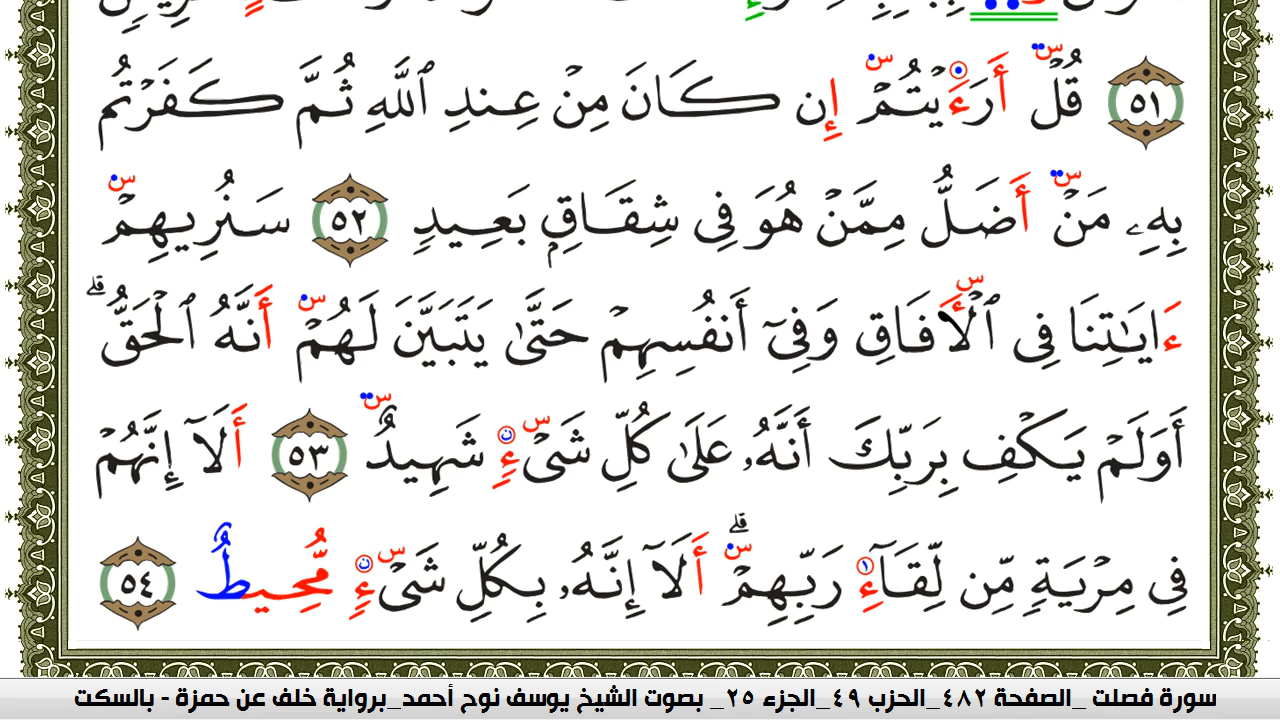 ۝٥١ قُلۡ أَرَءَيۡتُمۡ إِن كَانَ مِنۡ عِندِ ٱللَّهِ ثُمَّ كَفَرۡتُم
بِهِۦ مَنۡ أَضَلُّ مِمَّنۡ هُوَ فِي شِقَاقِۭ بَعِيدٖ ۝٥٢ سَنُرِيهِمۡ
ءَايَٰتِنَا فِي ٱلۡأٓفَاقِ وَفِيٓ أَنفُسِهِمۡ حَتَّىٰ يَتَبَيَّنَ لَهُمۡ أَنَّهُ ٱلۡحَقُّۗ
أَوَلَمۡ يَكۡفِ بِرَبِّكَ أَنَّهُۥ عَلَىٰ كُلِّ شَيۡءٖ شَهِيدٌ ۝٥٣ أَلَآ إِنَّهُمۡ
فِي مِرۡيَةٖ مِّن لِّقَآءِ رَبِّهِمۡۗ أَلَآ إِنَّهُۥ بِكُلِّ شَيۡءٖ مُّحِيطُۢ ۝٥٤
سورة فصلت _الصفحة ٤٨٢_الحزب ٤٩_الجزء ٢٥_ بصوت الشيخ يوسف نوح أحمد_برواية خلف عن حمزة - بالسكت